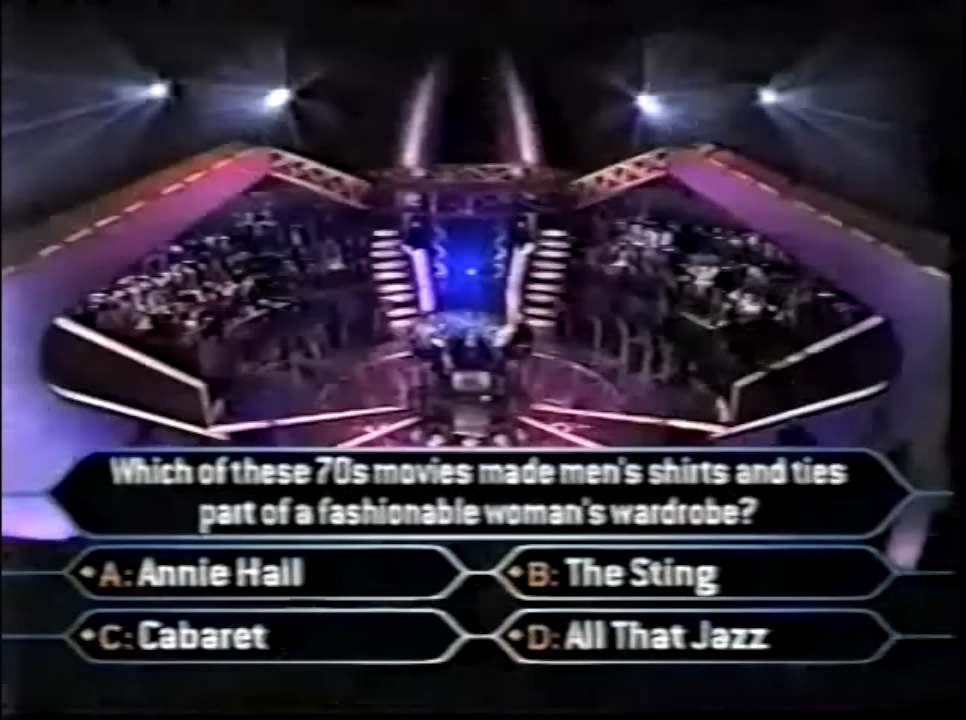 Which of these 70s movies made men's shirts and ties
part of a fashionable woman's wardrobe?
A: Annie Hall
B: The Sting
C: Cabaret
D: All That Jazz